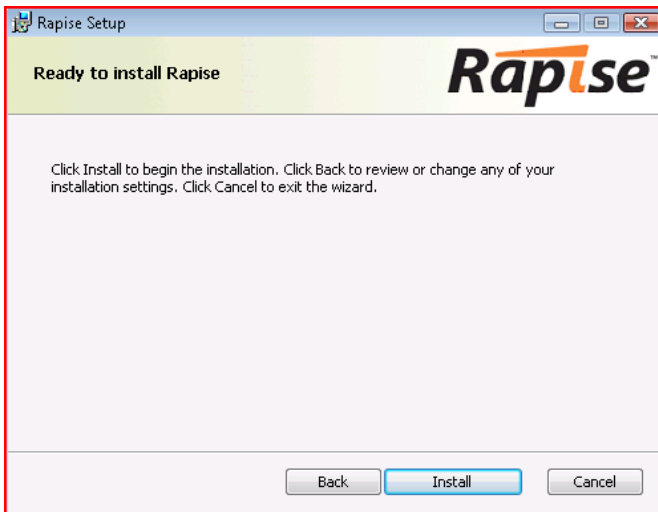 Rapise Setup
Ready to install Rapise
Rapise™
Click Install to begin the installation. Click Back to review or change any of your
installation settings. Click Cancel to exit the wizard.
Back
Install
Cancel